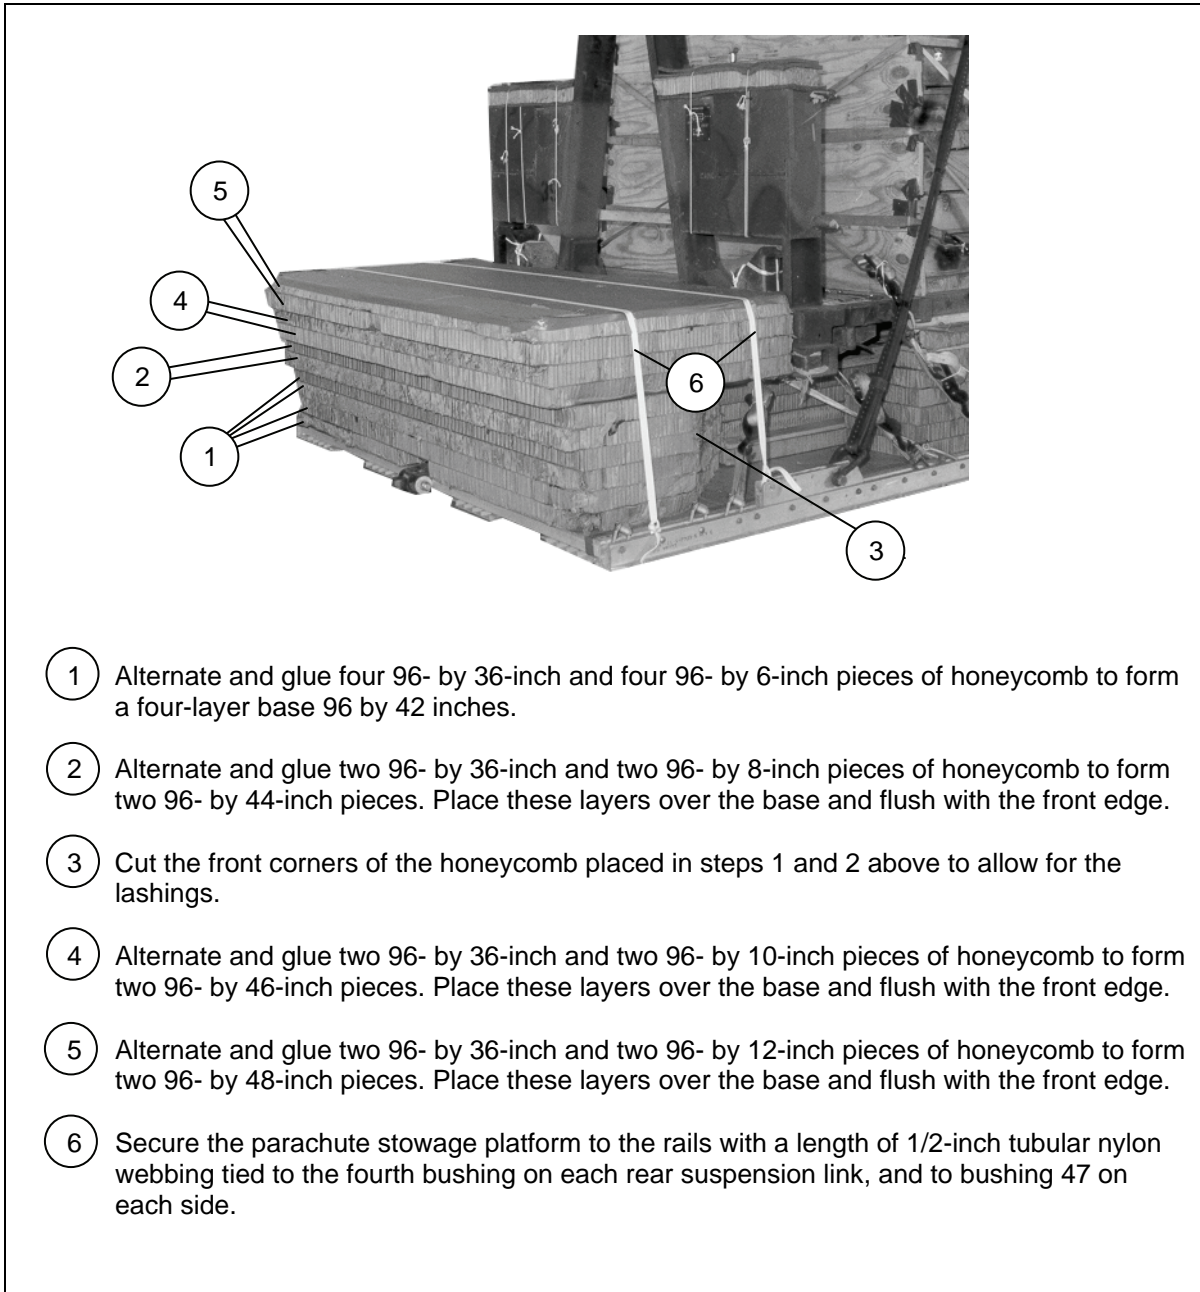 5
4
2
1
6
3
1 Alternate and glue four 96- by 36-inch and four 96- by 6-inch pieces of honeycomb to form
a four-layer base 96 by 42 inches.
2 Alternate and glue two 96- by 36-inch and two 96- by 8-inch pieces of honeycomb to form
two 96- by 44-inch pieces. Place these layers over the base and flush with the front edge.
3 Cut the front corners of the honeycomb placed in steps 1 and 2 above to allow for the
lashings.
4 Alternate and glue two 96- by 36-inch and two 96- by 10-inch pieces of honeycomb to form
two 96- by 46-inch pieces. Place these layers over the base and flush with the front edge.
5 Alternate and glue two 96- by 36-inch and two 96- by 12-inch pieces of honeycomb to form
two 96- by 48-inch pieces. Place these layers over the base and flush with the front edge.
6 Secure the parachute stowage platform to the rails with a length of 1/2-inch tubular nylon
webbing tied to the fourth bushing on each rear suspension link, and to bushing 47 on
each side.